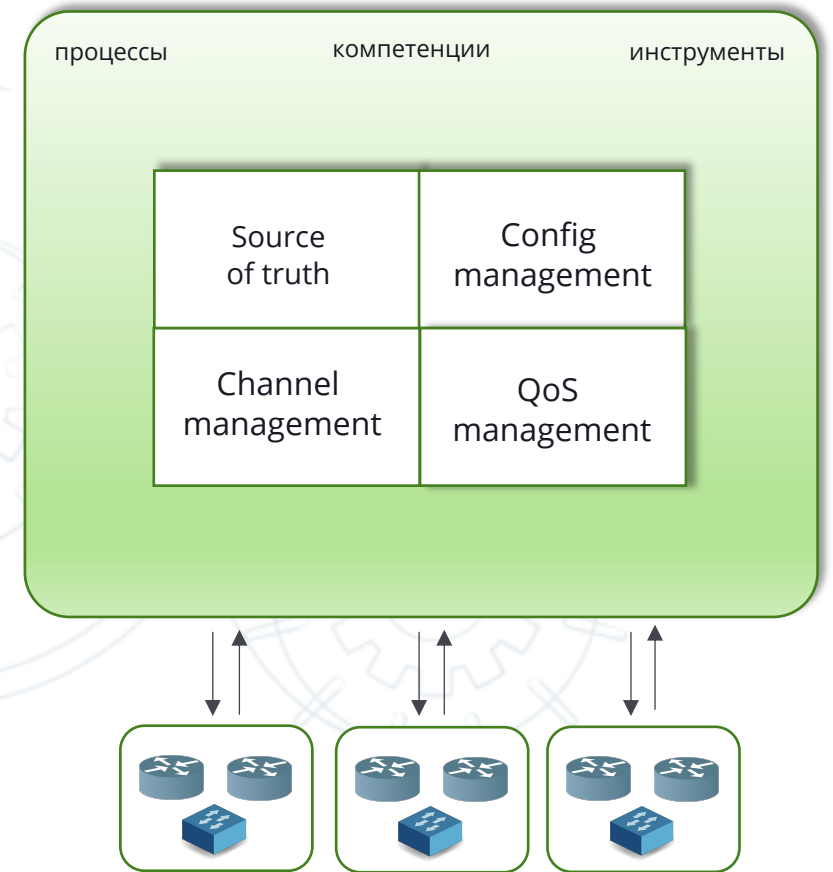 процессы
компетенции
инструменты
Source
of truth
Config
management
Channel
management
QoS
management